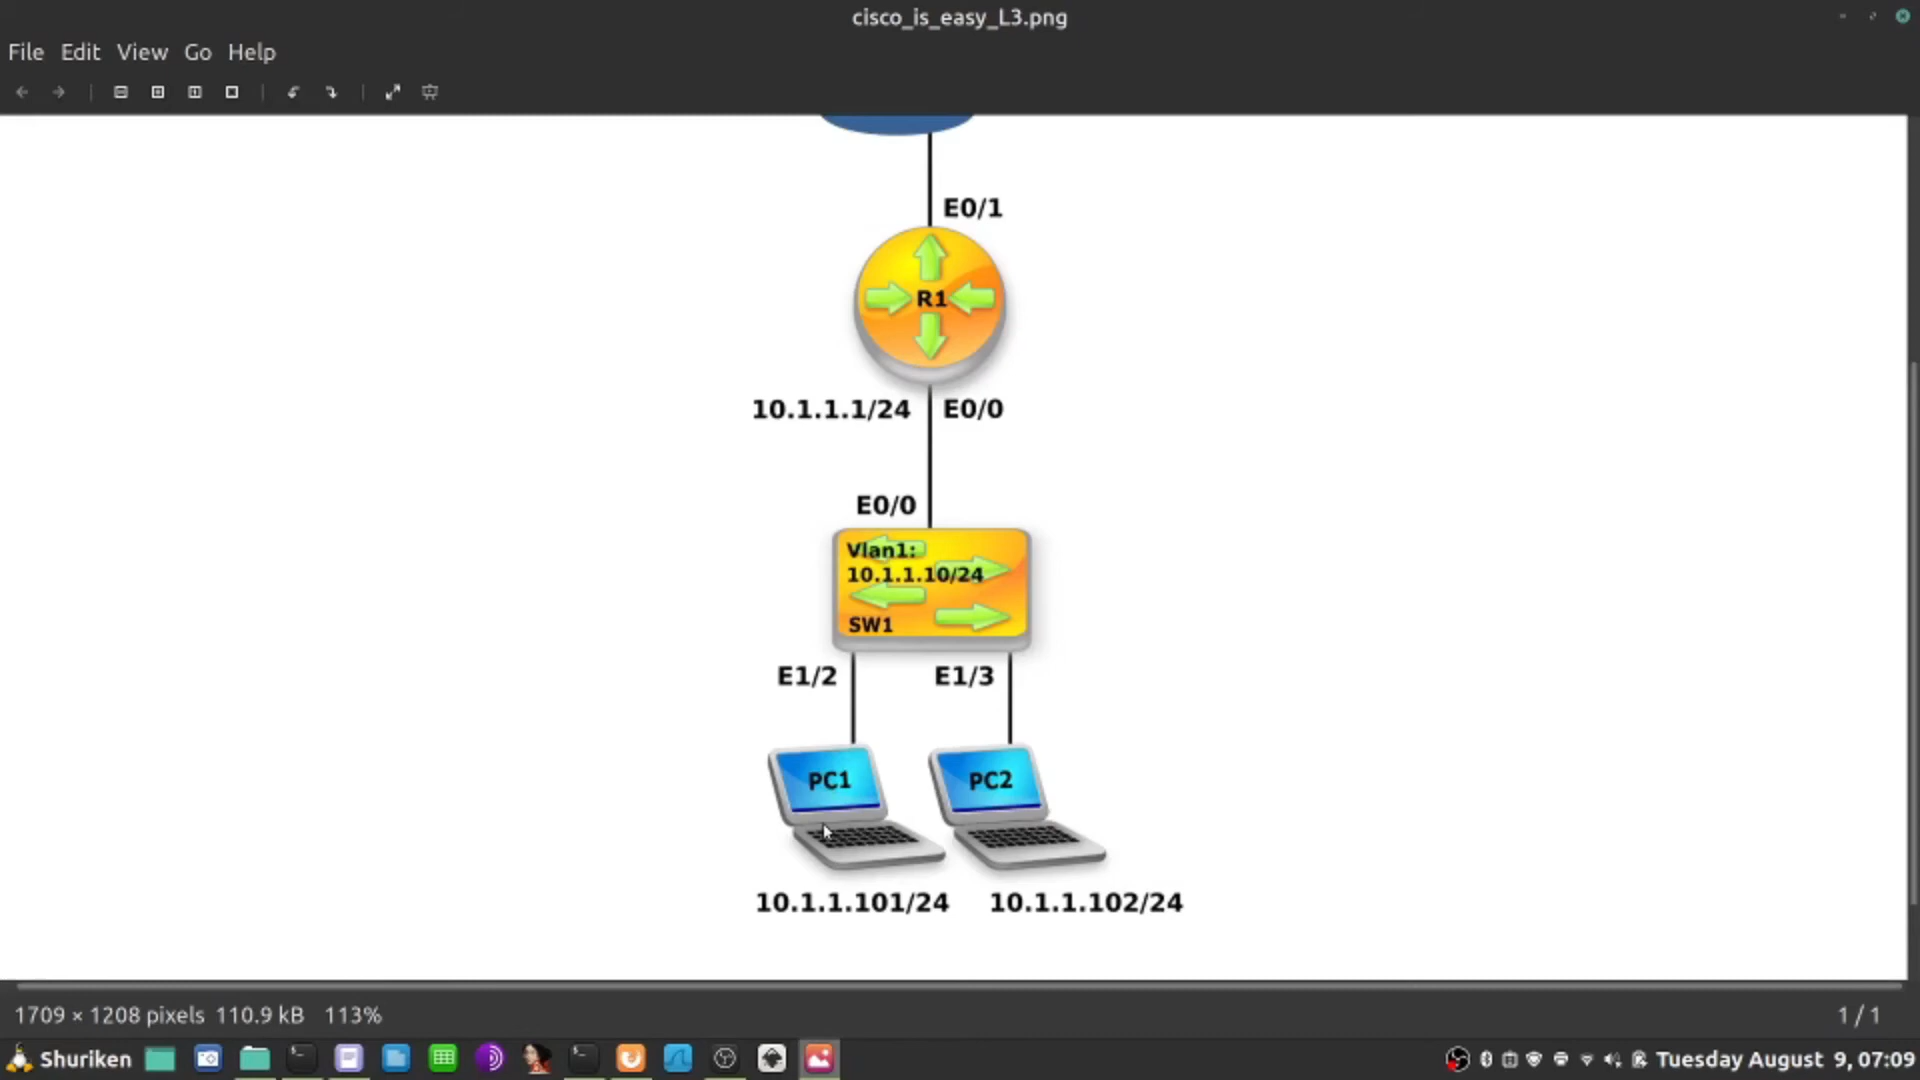 cisco_is_easy_L3.png
File Edit View Go Help
E0/1
R1
10.1.1.1/24 E0/0
E0/0
Vlan1:
10.1.1.10/24
SW1
E1/2 E1/3
PC1 PC2
10.1.1.101/24 10.1.1.102/24
1709 × 1208 pixels 110.9 kB 113% 1 / 1
Shuriken Tuesday August 9, 07:09